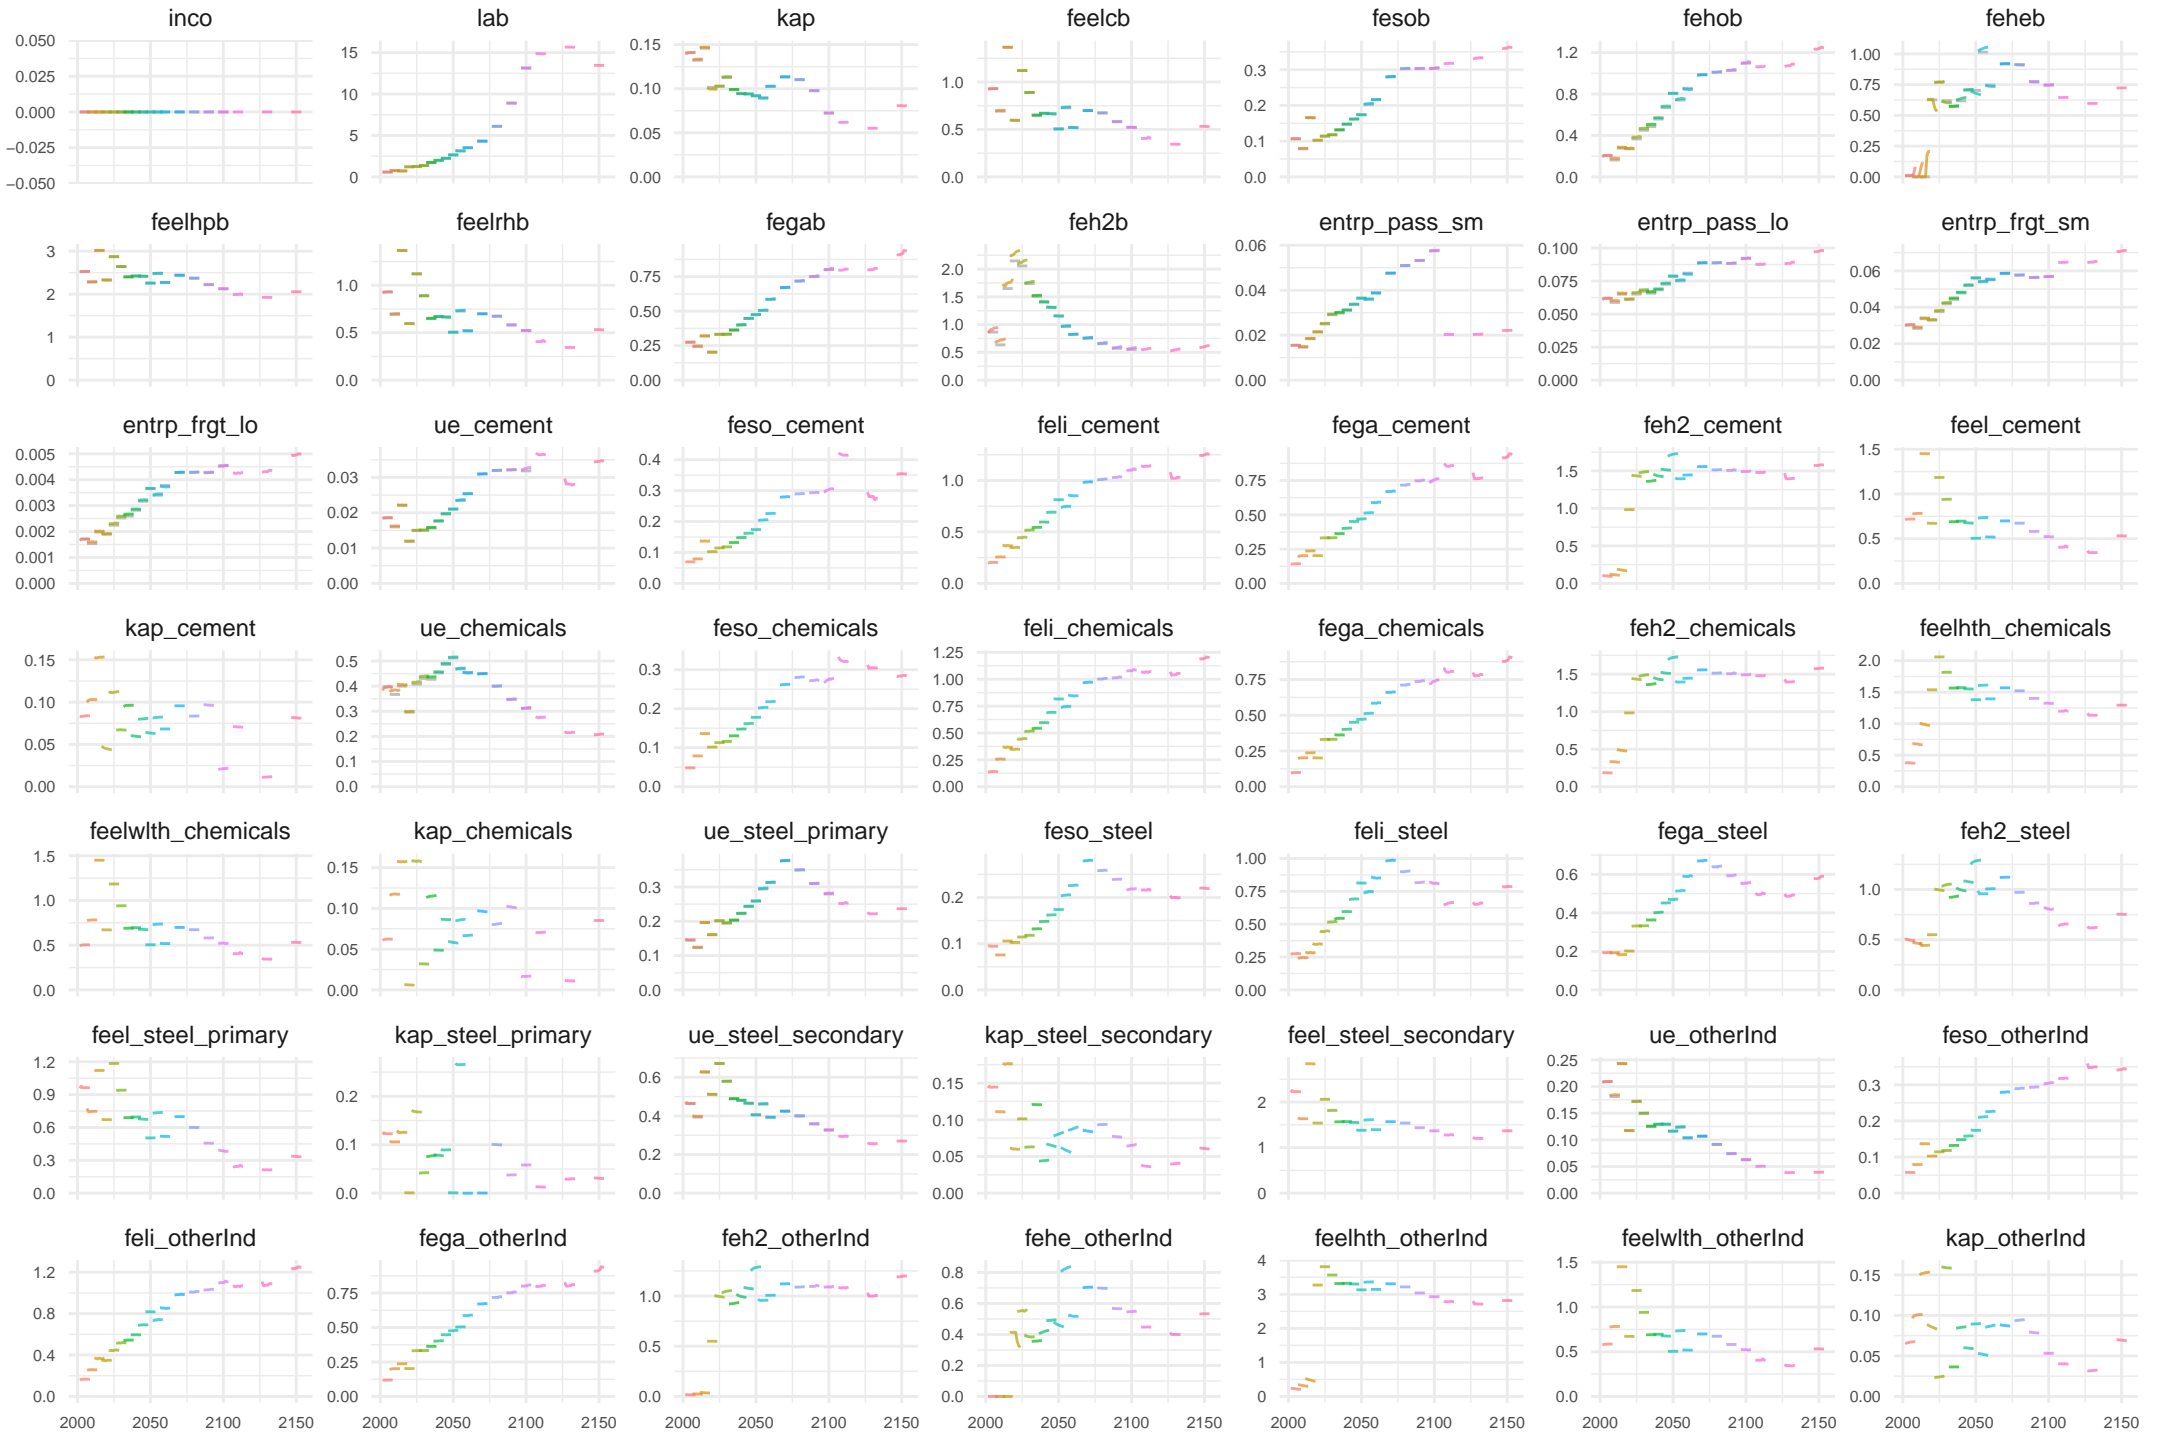 inco lab kap feelcb fesob fehob feheb
0.050 0.025 0.000 −0.025 −0.050
15 10 5 0
0.15 0.10 0.05 0.00
1.0 0.5 0.0
0.3 0.2 0.1 0.0
1.2 0.8 0.4 0.0
1.00 0.75 0.50 0.25 0.00
feelhpb feelrhb fegab feh2b entrp_pass_sm entrp_pass_lo entrp_frgt_sm
3 2 1 0
1.0 0.5 0.0
0.75 0.50 0.25 0.00
2.0 1.5 1.0 0.5 0.0
0.06 0.04 0.02 0.00
0.100 0.075 0.050 0.025 0.000
0.06 0.04 0.02 0.00
entrp_frgt_lo ue_cement feso_cement feli_cement fega_cement feh2_cement feel_cement
0.005 0.004 0.003 0.002 0.001 0.000
0.03 0.02 0.01 0.00
0.4 0.3 0.2 0.1 0.0
1.0 0.5 0.0
0.75 0.50 0.25 0.00
1.5 1.0 0.5 0.0
1.5 1.0 0.5 0.0
kap_cement ue_chemicals feso_chemicals feli_chemicals fega_chemicals feh2_chemicals feelhth_chemicals
0.15 0.10 0.05 0.00
0.5 0.4 0.3 0.2 0.1 0.0
0.3 0.2 0.1 0.0
1.25 1.00 0.75 0.50 0.25 0.00
0.75 0.50 0.25 0.00
1.5 1.0 0.5 0.0
2.0 1.5 1.0 0.5 0.0
feelwlth_chemicals kap_chemicals ue_steel_primary feso_steel feli_steel fega_steel feh2_steel
1.5 1.0 0.5 0.0
0.15 0.10 0.05 0.00
0.3 0.2 0.1 0.0
0.2 0.1 0.0
1.00 0.75 0.50 0.25 0.00
0.6 0.4 0.2 0.0
1.0 0.5 0.0
feel_steel_primary kap_steel_primary ue_steel_secondary kap_steel_secondary feel_steel_secondary ue_otherInd feso_otherInd
1.2 0.9 0.6 0.3 0.0
0.2 0.1 0.0
0.6 0.4 0.2 0.0
0.15 0.10 0.05 0.00
2 1 0
0.25 0.20 0.15 0.10 0.05 0.00
0.3 0.2 0.1 0.0
feli_otherInd fega_otherInd feh2_otherInd fehe_otherInd feelhth_otherInd feelwlth_otherInd kap_otherInd
1.2 0.8 0.4 0.0
0.75 0.50 0.25 0.00
1.0 0.5 0.0
0.8 0.6 0.4 0.2 0.0
4 3 2 1 0
1.5 1.0 0.5 0.0
0.15 0.10 0.05 0.00
2000 2050 2100 2150 2000 2050 2100 2150 2000 2050 2100 2150 2000 2050 2100 2150 2000 2050 2100 2150 2000 2050 2100 2150 2000 2050 2100 2150